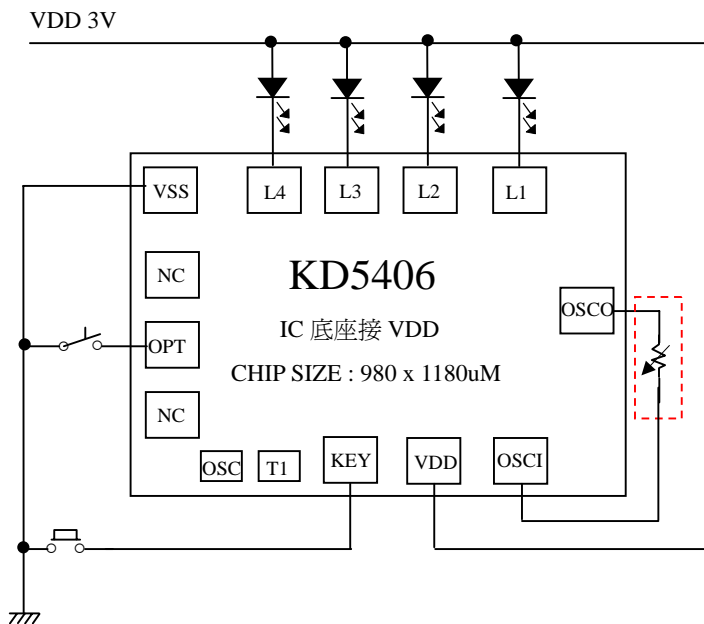 VDD 3V
VSS
L4
L3
L2
L1
NC
KD5406
OSCO
IC 底座接 VDD
OPT
CHIP SIZE : 980 x 1180uM
NC
OSC
T1
KEY
VDD
OSCI